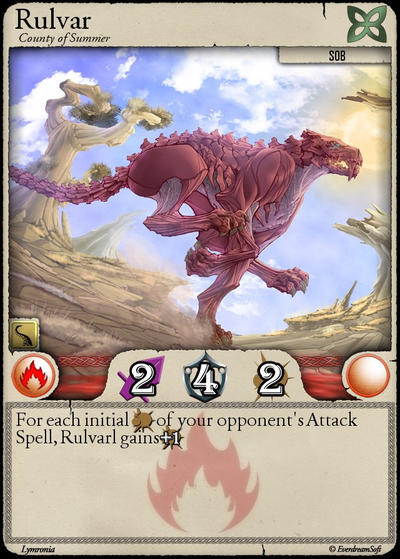 Rulvar
County of Summer
SOB
2 4 2
For each initial of your opponent's Attack
Spell, Rulvarl gains +1
Lymronia © EverdreamSoft